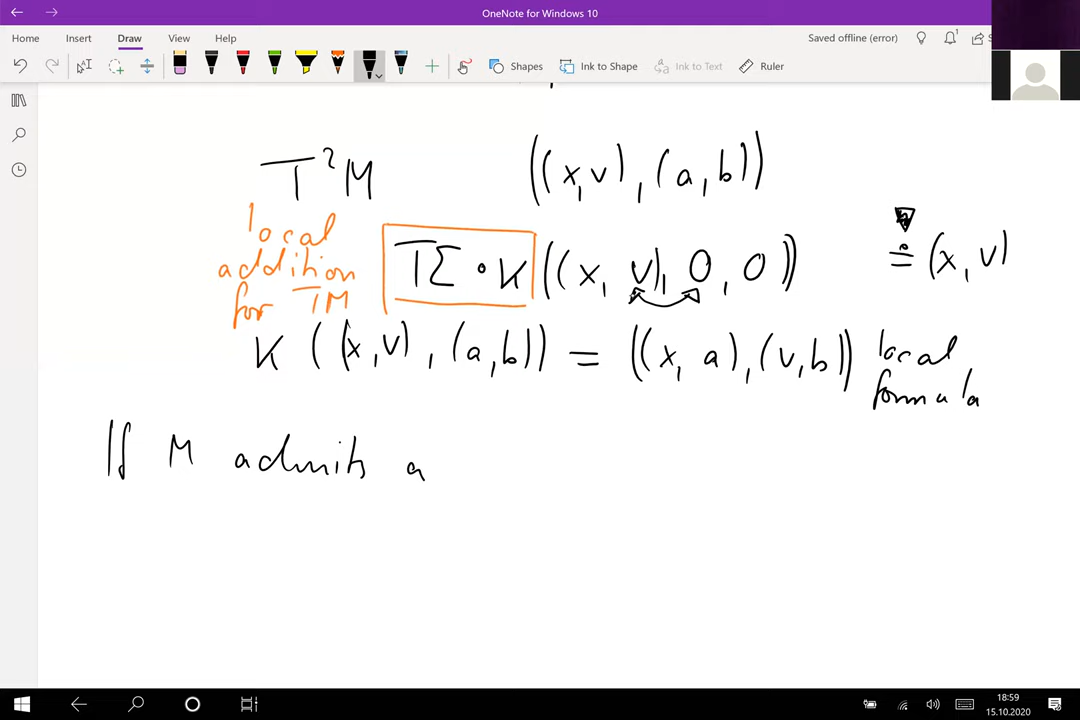 OneNote for Windows 10
Home Insert Draw View Help Saved offline (error)
Shapes Ink to Shape Ink to Text Ruler
T²M ((x,v),(a,b))
local
addition
for TM
TΣ∘κ((x, v), 0, 0)) ≐ (x, v)
κ((x,v),(a,b)) = ((x, a),(v,b)) local
formula
If M admits a
18:59
15.10.2020